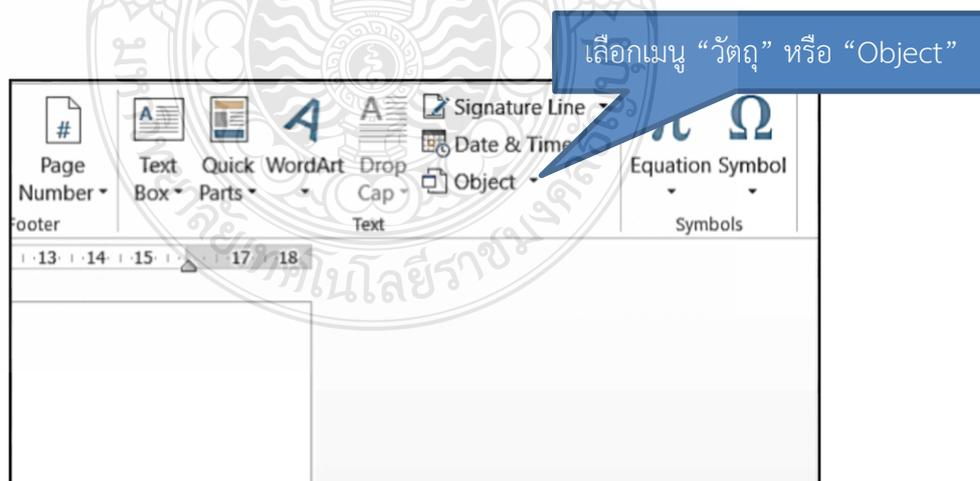 เลือกเมนู “วัตถุ” หรือ “Object”
Signature Line
Date & Time
Object
Page Number
Text Box
Quick Parts
WordArt
Drop Cap
Equation
Symbol
Footer
Text
Symbols
13 14 15 17 18